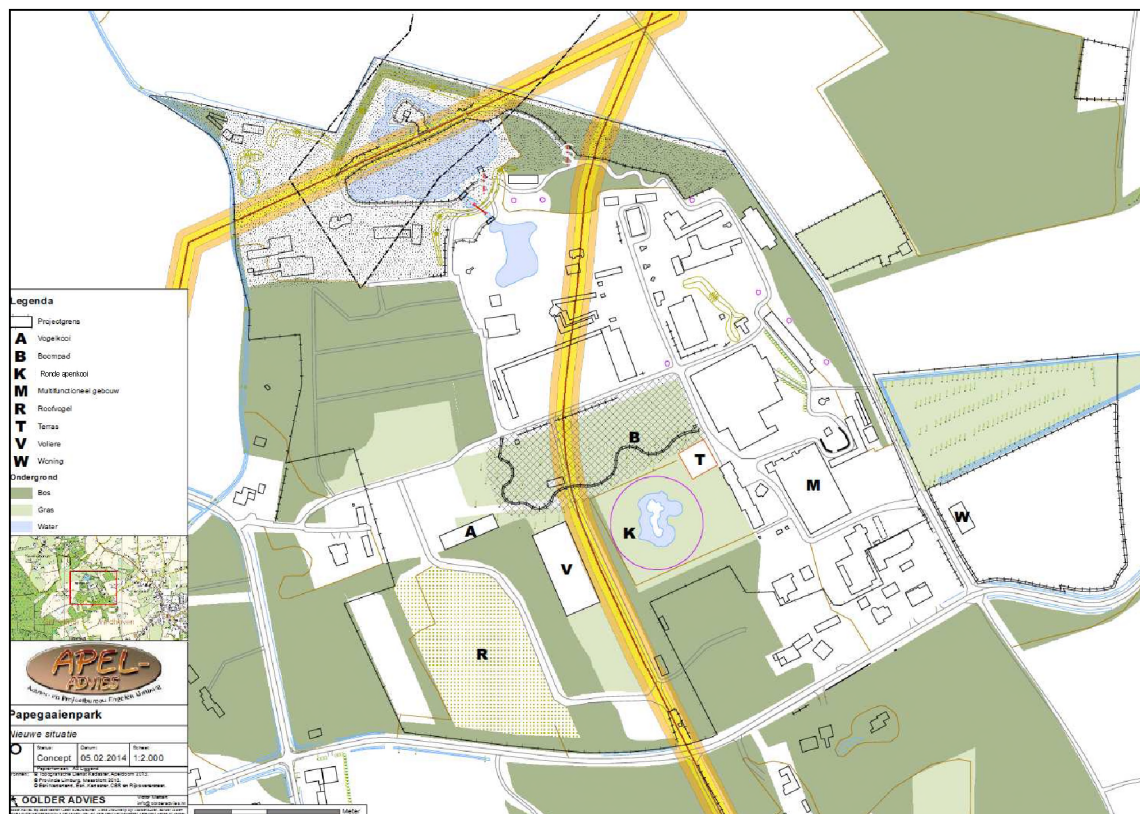 Legenda
Projectgrens
A Vogelkooi
B Boompad
K Ronde apenkooi
M Multifunctioneel gebouw
R Roofvogel
T Terras
V Voliere
W Woning
Ondergrond
Bos
Gras
Water
APEL-
ADVIES
Papegaaienpark
Nieuwe situatie
Status: Datum: Schaal:
Concept 05.02.2014 1:2.000
OOLDER ADVIES
Meter
B
T
M
K
A
W
V
R